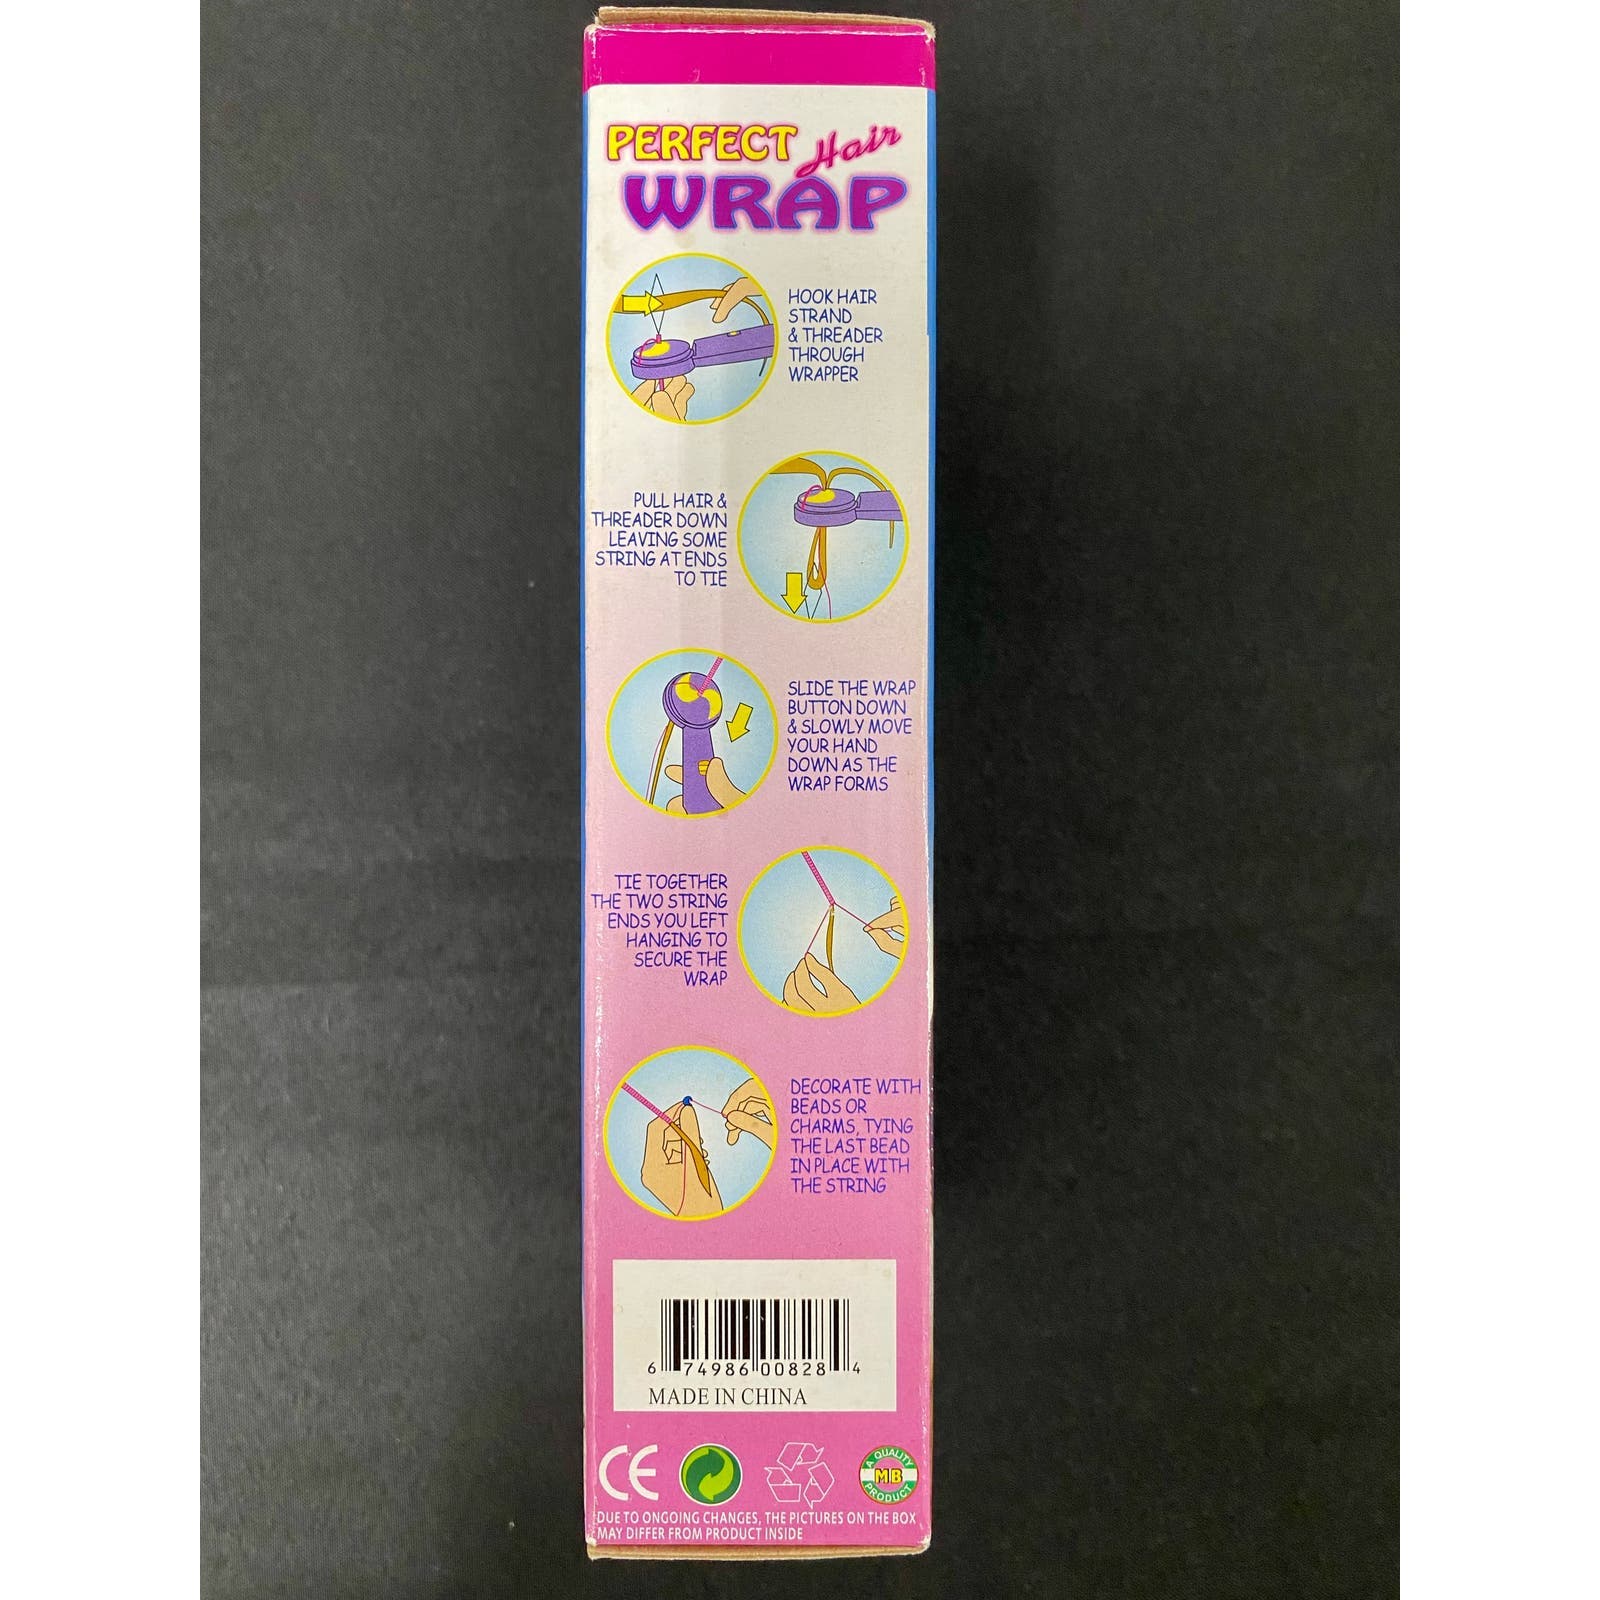 PERFECT Hair
WRAP
HOOK HAIR
STRAND
& THREADER
THROUGH
WRAPPER
PULL HAIR &
THREADER DOWN
LEAVING SOME
STRING AT ENDS
TO TIE
SLIDE THE WRAP
BUTTON DOWN
& SLOWLY MOVE
YOUR HAND
DOWN AS THE
WRAP FORMS
TIE TOGETHER
THE TWO STRING
ENDS YOU LEFT
HANGING TO
SECURE THE
WRAP
DECORATE WITH
BEADS OR
CHARMS, TYING
THE LAST BEAD
IN PLACE WITH
THE STRING
6 74986 00828 4
MADE IN CHINA
CE
A QUALITY
MB
PRODUCT
DUE TO ONGOING CHANGES, THE PICTURES ON THE BOX
MAY DIFFER FROM PRODUCT INSIDE